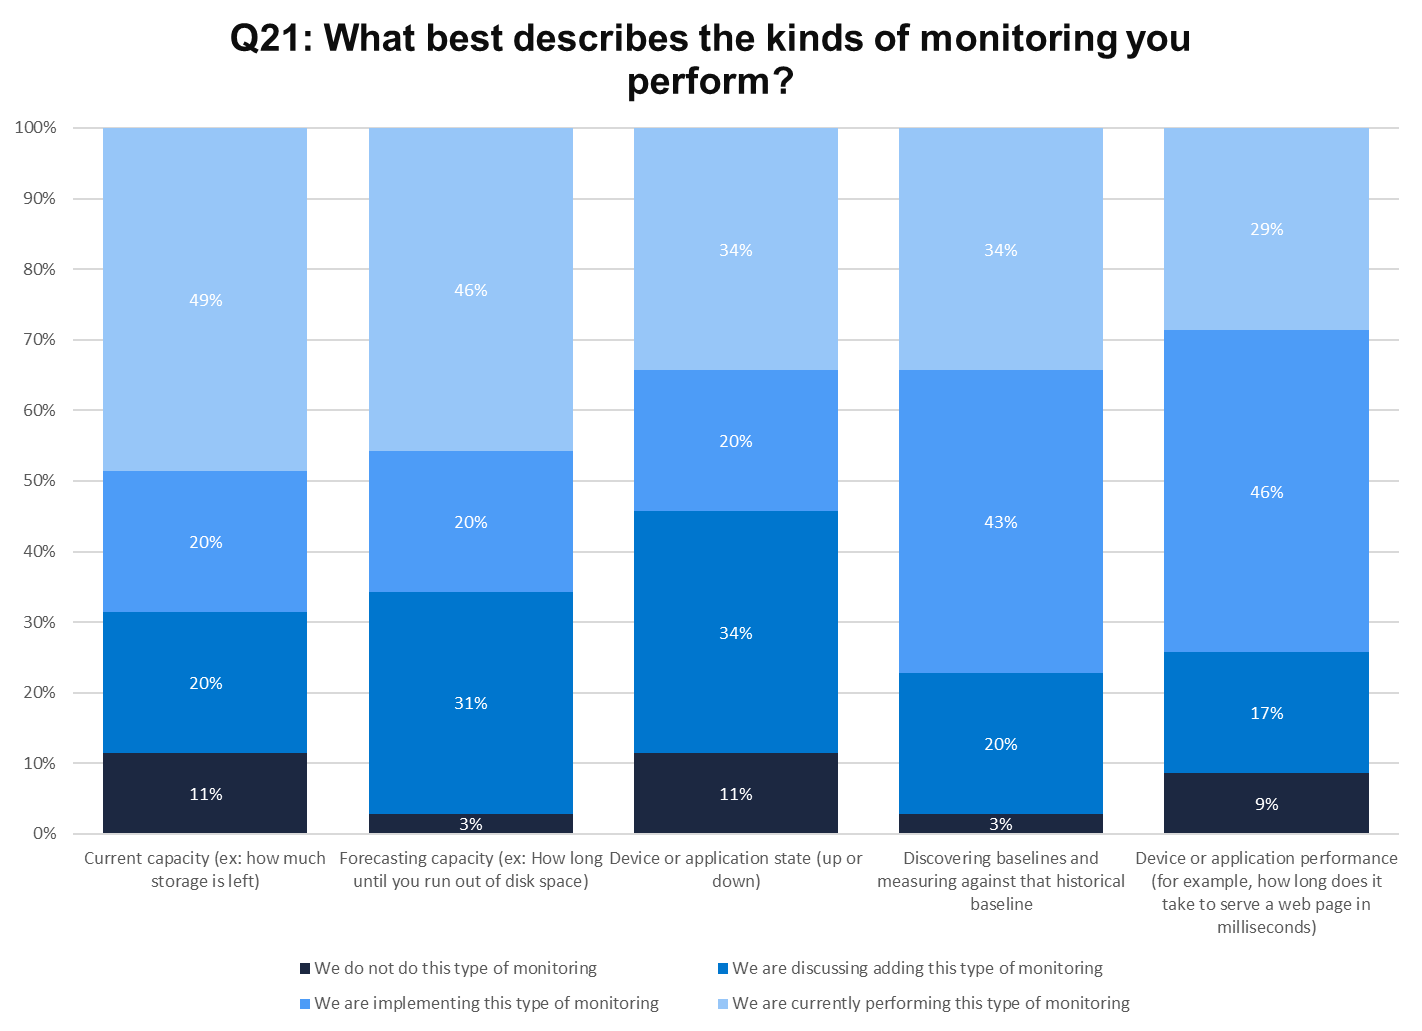 Q21: What best describes the kinds of monitoring you
perform?
100%
90%
80%
70%
60%
50%
40%
30%
20%
10%
0%
49%
20%
20%
11%
46%
20%
31%
3%
34%
20%
34%
11%
34%
43%
20%
3%
29%
46%
17%
9%
Current capacity (ex: how much
storage is left)
Forecasting capacity (ex: How long
until you run out of disk space)
Device or application state (up or
down)
Discovering baselines and
measuring against that historical
baseline
Device or application performance
(for example, how long does it
take to serve a web page in
milliseconds)
We do not do this type of monitoring
We are discussing adding this type of monitoring
We are implementing this type of monitoring
We are currently performing this type of monitoring